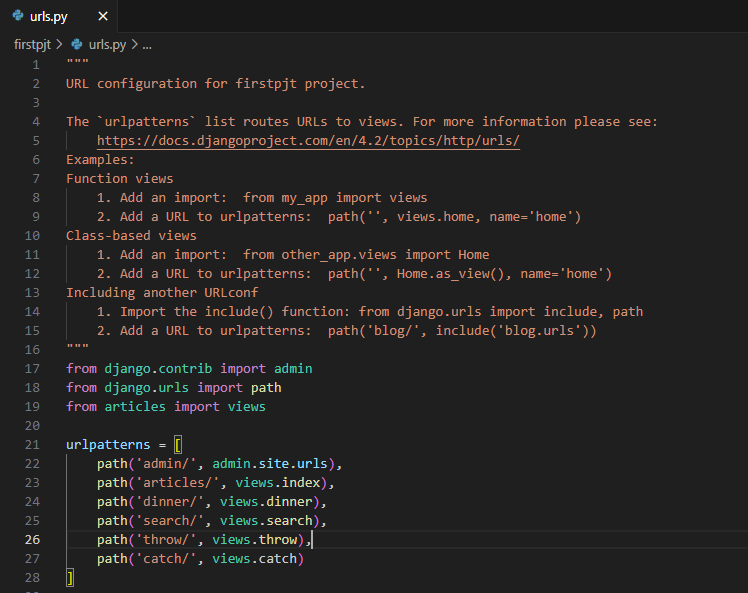 urls.py ×
firstpjt > urls.py > ...
1 """
2 URL configuration for firstpjt project.
3
4 The `urlpatterns` list routes URLs to views. For more information please see:
5     https://docs.djangoproject.com/en/4.2/topics/http/urls/
6 Examples:
7 Function views
8     1. Add an import:  from my_app import views
9     2. Add a URL to urlpatterns:  path('', views.home, name='home')
10 Class-based views
11     1. Add an import:  from other_app.views import Home
12     2. Add a URL to urlpatterns:  path('', Home.as_view(), name='home')
13 Including another URLconf
14     1. Import the include() function: from django.urls import include, path
15     2. Add a URL to urlpatterns:  path('blog/', include('blog.urls'))
16 """
17 from django.contrib import admin
18 from django.urls import path
19 from articles import views
20
21 urlpatterns = [
22     path('admin/', admin.site.urls),
23     path('articles/', views.index),
24     path('dinner/', views.dinner),
25     path('search/', views.search),
26     path('throw/', views.throw),
27     path('catch/', views.catch)
28 ]